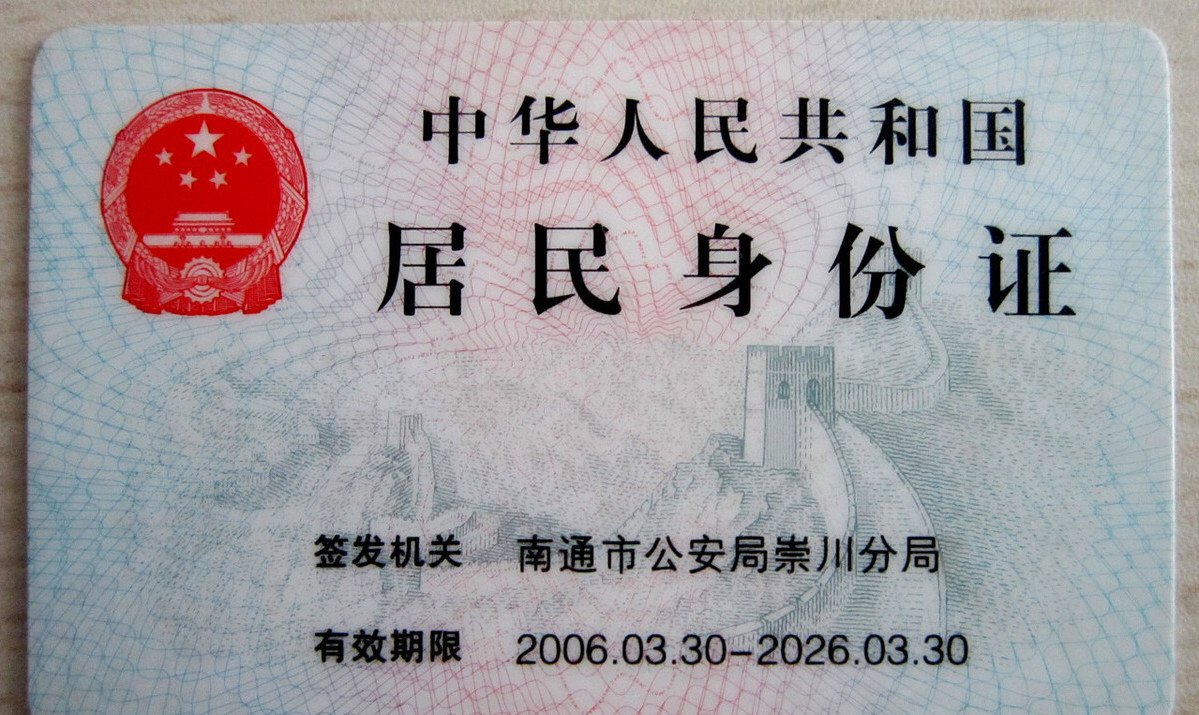 中华人民共和国
居民身份证
签发机关 南通市公安局崇川分局
有效期限 2006.03.30-2026.03.30